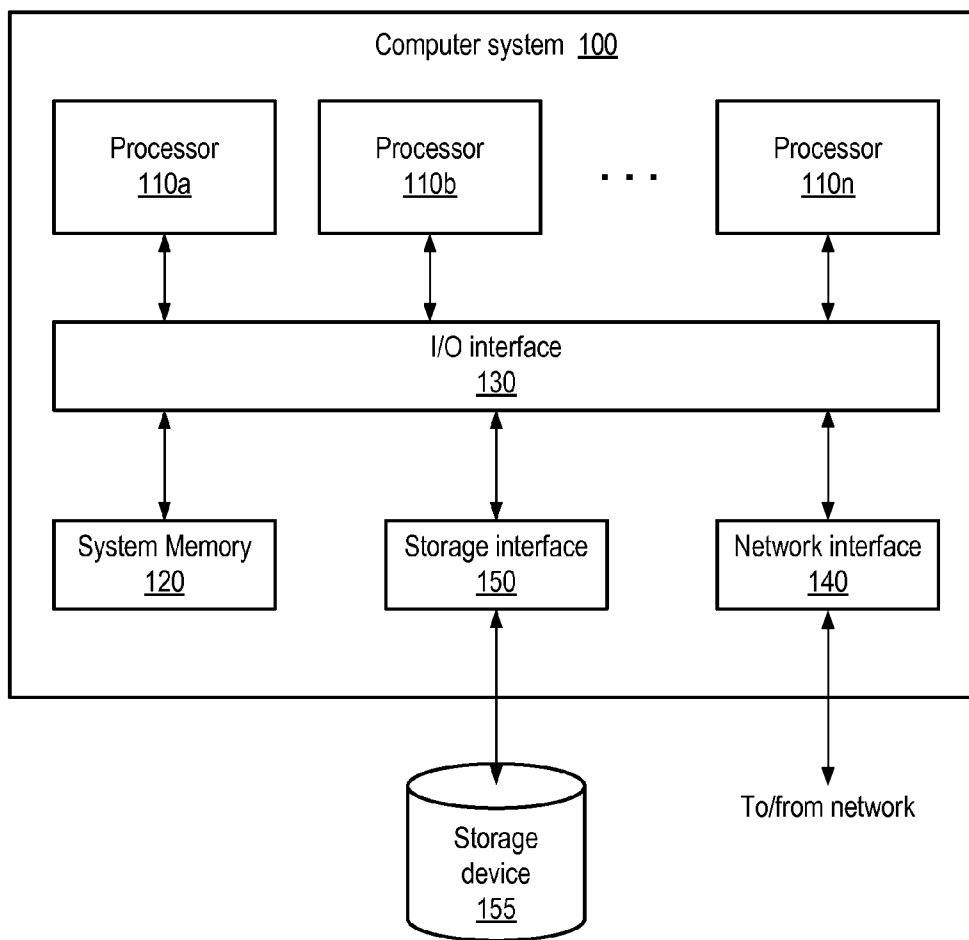 Computer system 100
Processor
110a
Processor
110b
. . .
Processor
110n
I/O interface
130
System Memory
120
Storage interface
150
Network interface
140
To/from network
Storage
device
155